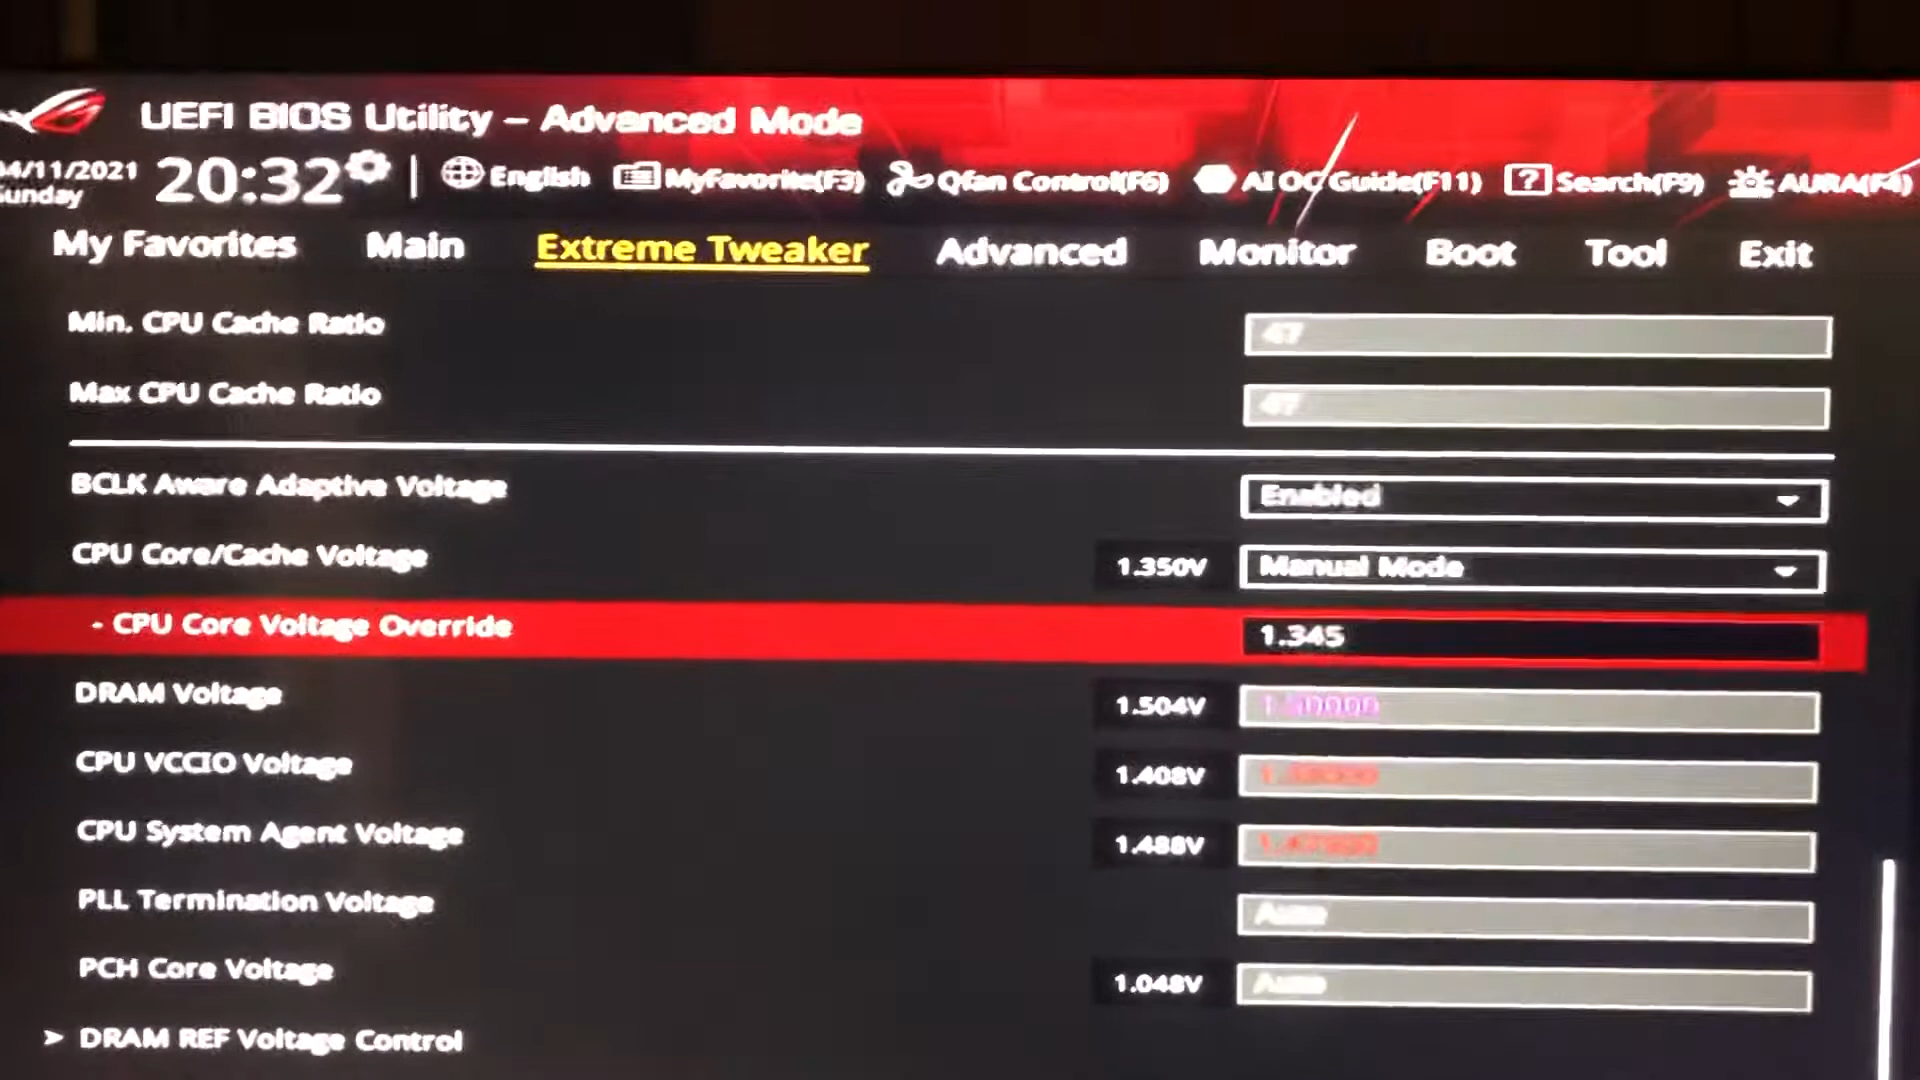 UEFI BIOS Utility – Advanced Mode
04/11/2021
Sunday
20:32
English
MyFavorite(F3)
Qfan Control(F6)
AI OC Guide(F11)
Search(F9)
AURA(F4)
My Favorites Main Extreme Tweaker Advanced Monitor Boot Tool Exit
Min. CPU Cache Ratio 47
Max CPU Cache Ratio 47
BCLK Aware Adaptive Voltage Enabled
CPU Core/Cache Voltage 1.350V Manual Mode
- CPU Core Voltage Override 1.345
DRAM Voltage 1.504V
CPU VCCIO Voltage 1.408V
CPU System Agent Voltage 1.488V
PLL Termination Voltage Auto
PCH Core Voltage 1.048V Auto
> DRAM REF Voltage Control